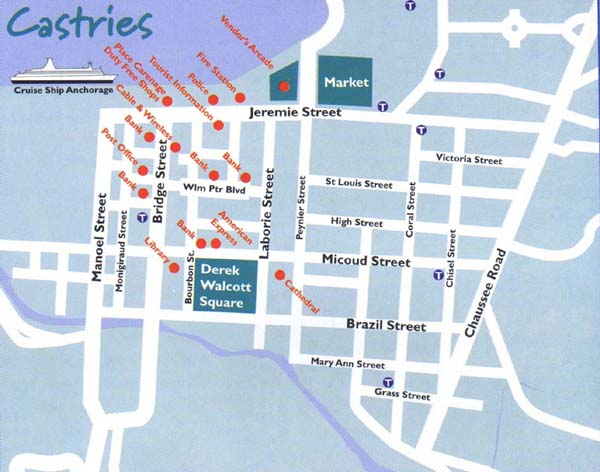 Castries
Cruise Ship Anchorage
Place Carenage
Duty Free Shops
Tourist Information
Police
Fire Station
Vendor's Arcade
Market
Jeremie Street
Cable & Wireless
Bank
Post Office
Bank
Bank
Bank
Wlm Ptr Blvd
Victoria Street
St Louis Street
High Street
Micoud Street
Brazil Street
Mary Ann Street
Grass Street
Manoel Street
Monigiraud Street
Bridge Street
Bourbon St.
Laborie Street
Peynier Street
Coral Street
Chisel Street
Chaussee Road
Bank
American
Express
Library
Derek
Walcott
Square
Cathedral
T
T
T
T
T
T
T